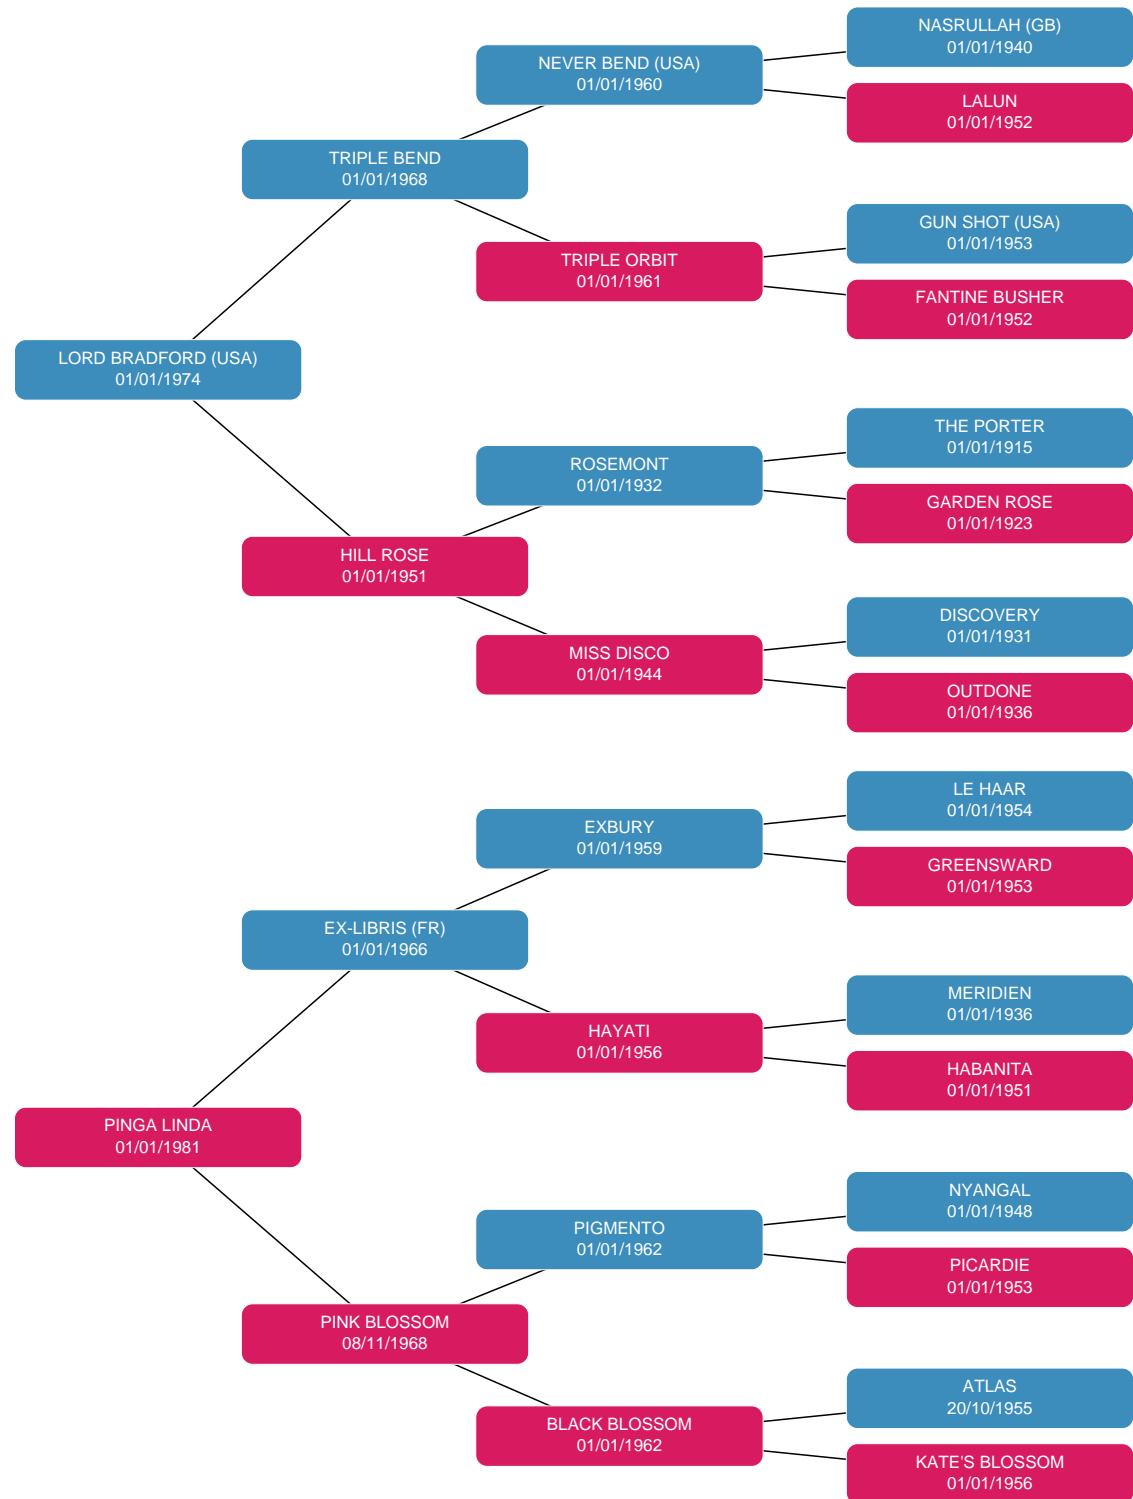 NASRULLAH (GB)
01/01/1940
NEVER BEND (USA)
01/01/1960
LALUN
01/01/1952
TRIPLE BEND
01/01/1968
GUN SHOT (USA)
01/01/1953
TRIPLE ORBIT
01/01/1961
FANTINE BUSHER
01/01/1952
LORD BRADFORD (USA)
01/01/1974
THE PORTER
01/01/1915
ROSEMONT
01/01/1932
GARDEN ROSE
01/01/1923
HILL ROSE
01/01/1951
DISCOVERY
01/01/1931
MISS DISCO
01/01/1944
OUTDONE
01/01/1936
LE HAAR
01/01/1954
EXBURY
01/01/1959
GREENSWARD
01/01/1953
EX-LIBRIS (FR)
01/01/1966
MERIDIEN
01/01/1936
HAYATI
01/01/1956
HABANITA
01/01/1951
PINGA LINDA
01/01/1981
NYANGAL
01/01/1948
PIGMENTO
01/01/1962
PICARDIE
01/01/1953
PINK BLOSSOM
08/11/1968
ATLAS
20/10/1955
BLACK BLOSSOM
01/01/1962
KATE'S BLOSSOM
01/01/1956